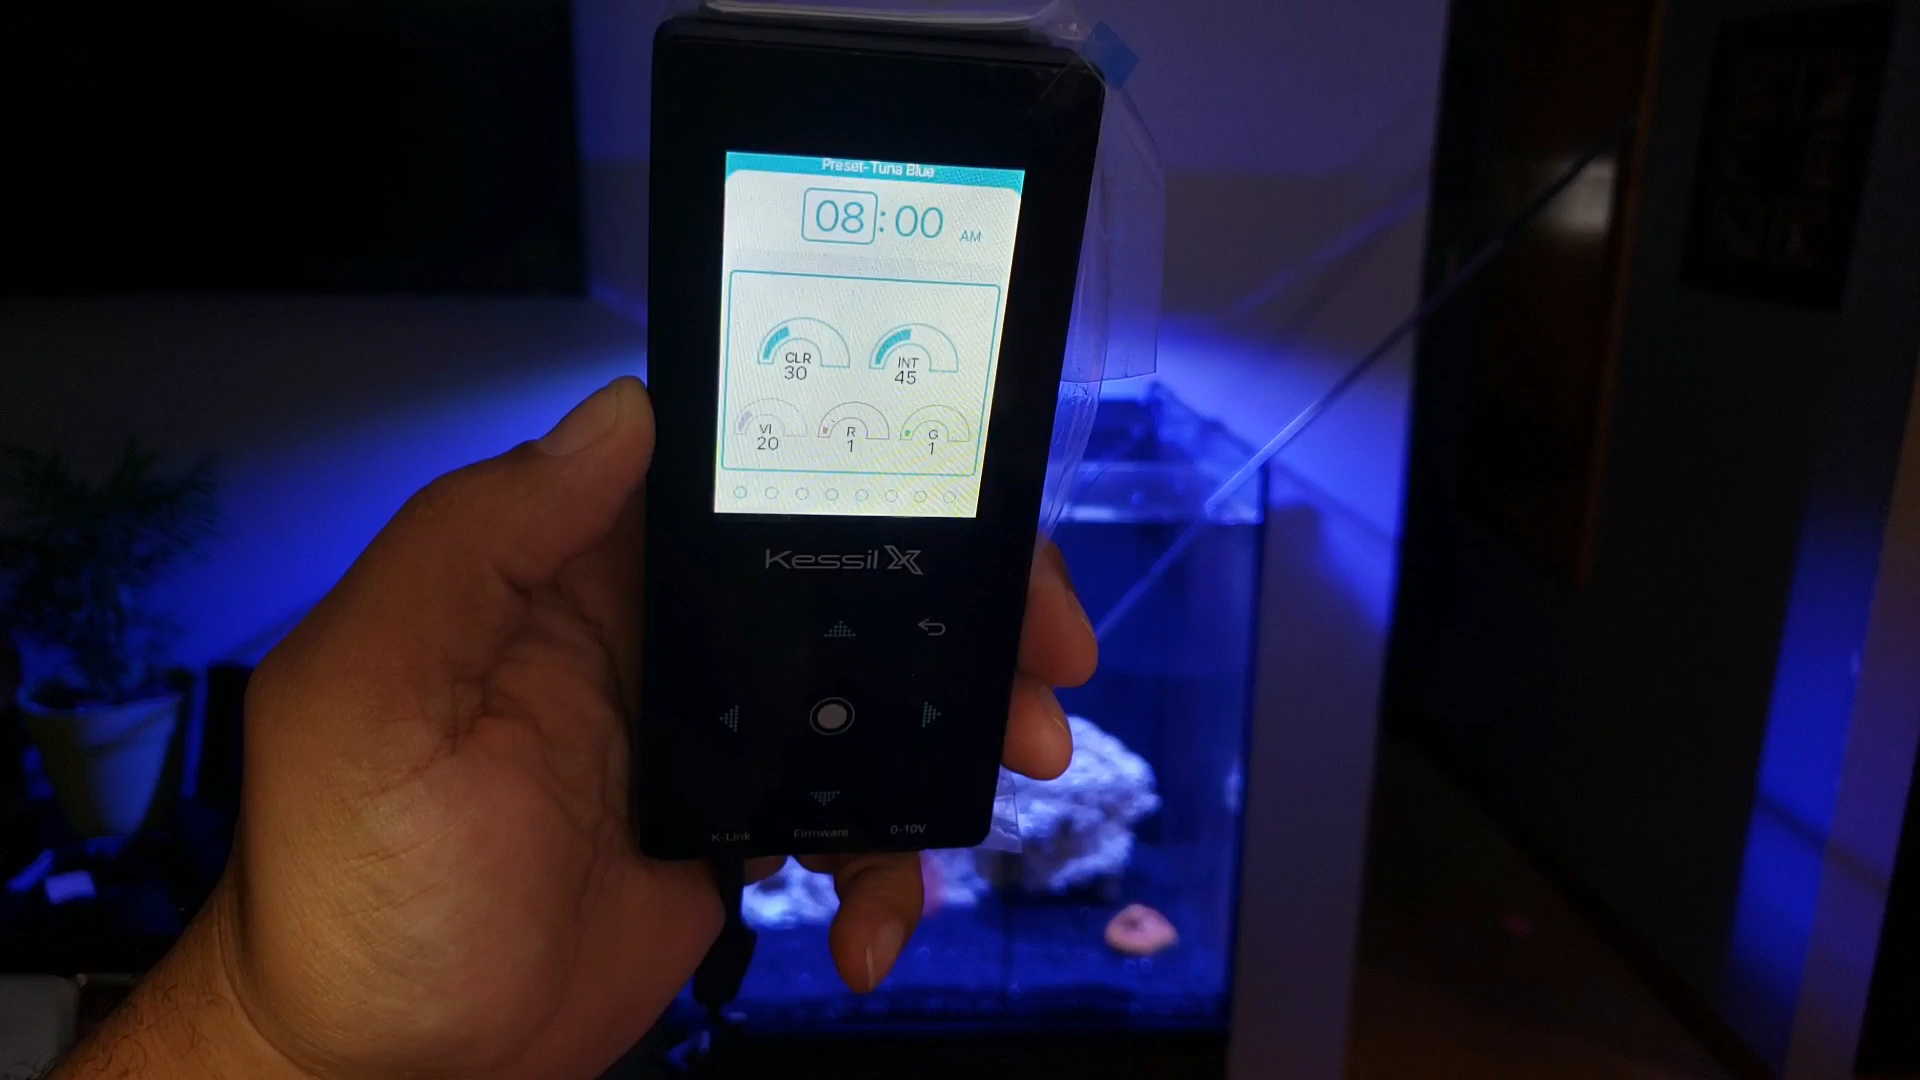 Preset-Tuna Blue
08:00 AM
CLR
30
INT
45
VI
20
R
1
G
1
Kessil X
K-Link
Firmware
0-10V